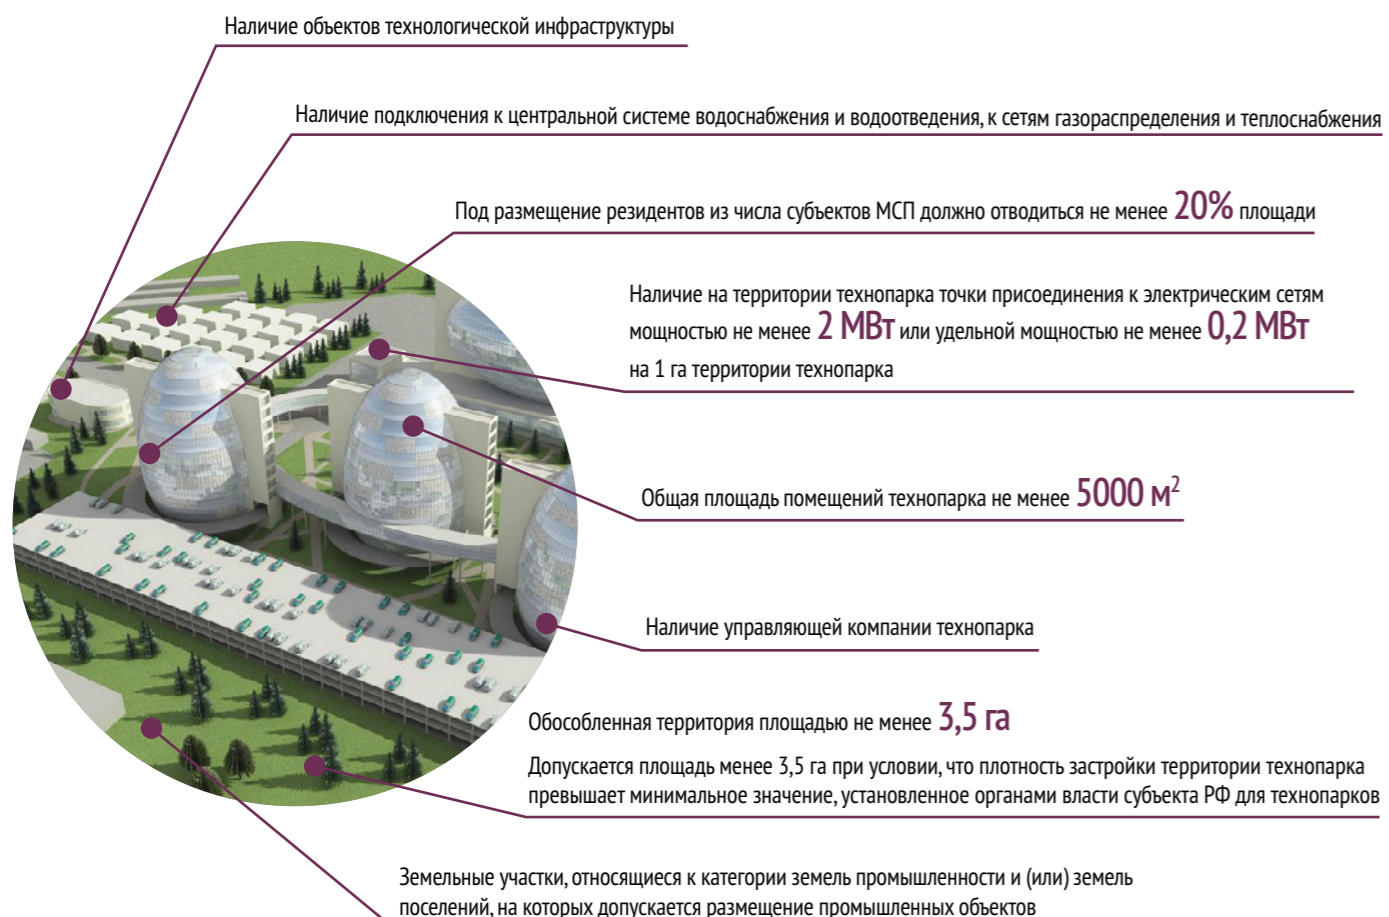 Наличие объектов технологической инфраструктуры
Наличие подключения к центральной системе водоснабжения и водоотведения, к сетям газораспределения и теплоснабжения
Под размещение резидентов из числа субъектов МСП должно отводиться не менее 20% площади
Наличие на территории технопарка точки присоединения к электрическим сетям
мощностью не менее 2 МВт или удельной мощностью не менее 0,2 МВт
на 1 га территории технопарка
Общая площадь помещений технопарка не менее 5000 м²
Наличие управляющей компании технопарка
Обособленная территория площадью не менее 3,5 га
Допускается площадь менее 3,5 га при условии, что плотность застройки территории технопарка
превышает минимальное значение, установленное органами власти субъекта РФ для технопарков
Земельные участки, относящиеся к категории земель промышленности и (или) земель
поселений, на которых допускается размещение промышленных объектов